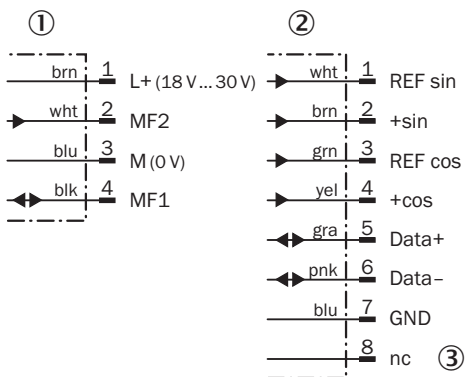 ①
brn 1 L+ (18 V ... 30 V)
wht 2 MF2
blu 3 M (0 V)
blk 4 MF1
②
wht 1 REF sin
brn 2 +sin
grn 3 REF cos
yel 4 +cos
gra 5 Data+
pnk 6 Data–
blu 7 GND
8 nc ③